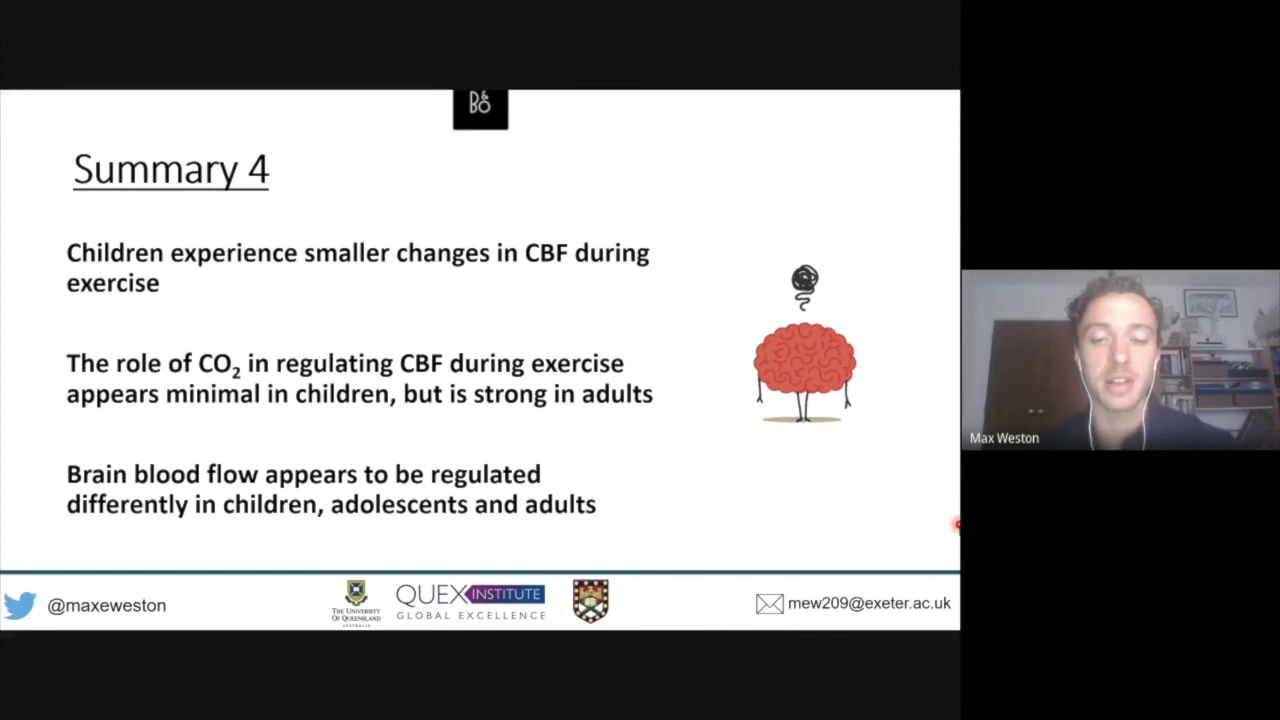 B&O
Summary 4
Children experience smaller changes in CBF during
exercise
The role of CO₂ in regulating CBF during exercise
appears minimal in children, but is strong in adults
Brain blood flow appears to be regulated
differently in children, adolescents and adults
@maxeweston
THE UNIVERSITY
OF QUEENSLAND
AUSTRALIA
QUEX INSTITUTE
GLOBAL EXCELLENCE
mew209@exeter.ac.uk
Max Weston